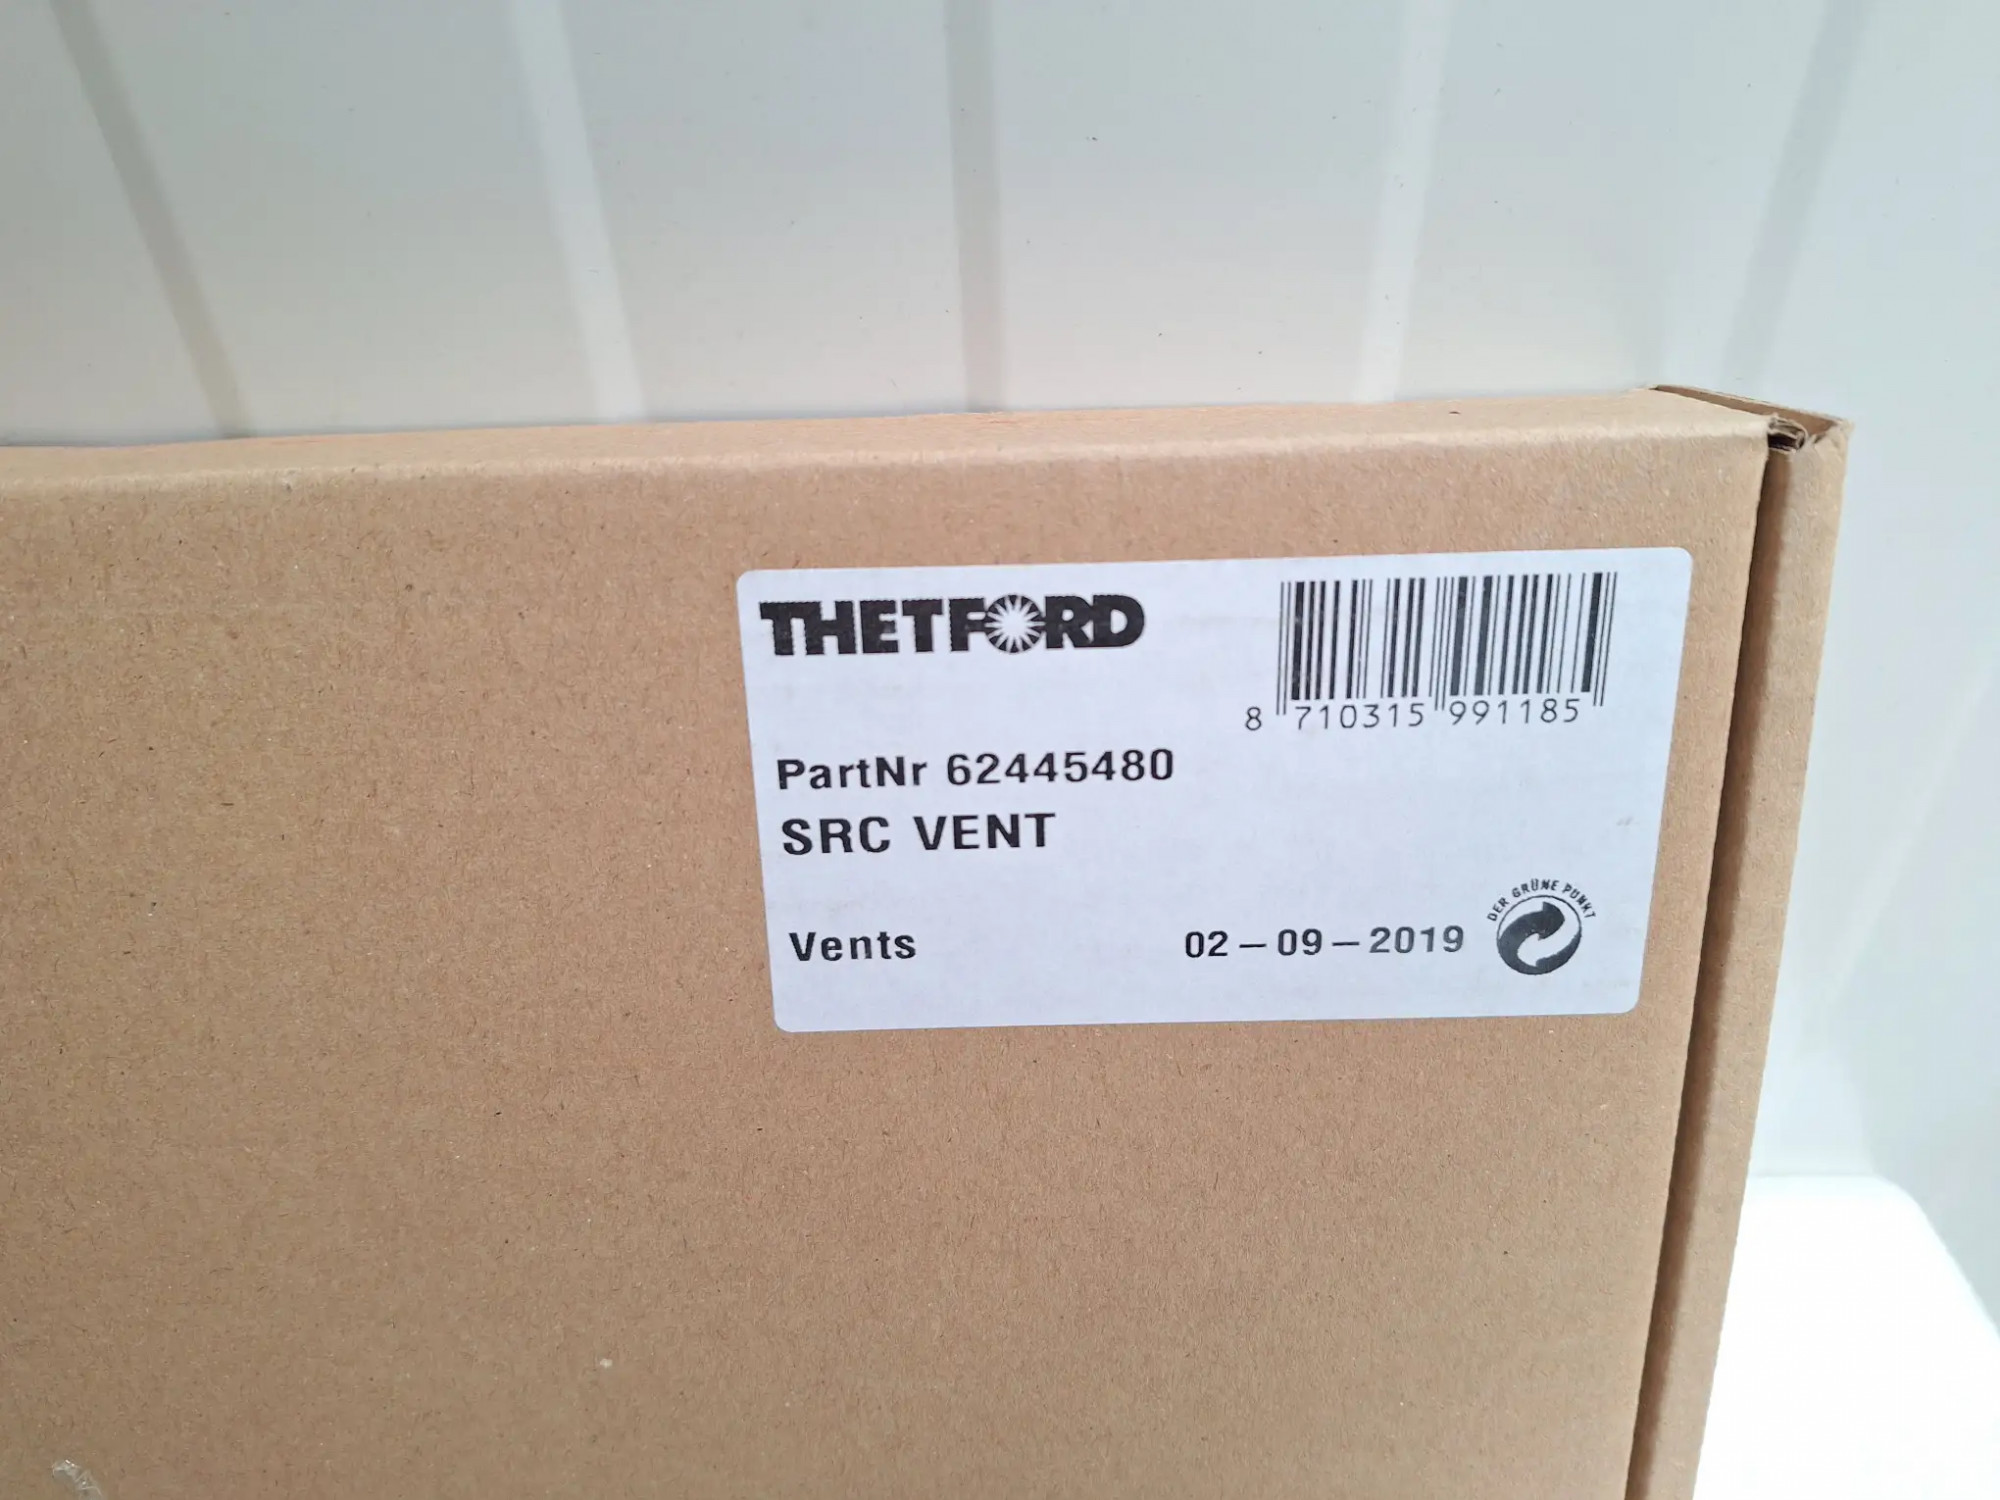 THETFORD
8 710315 991185
PartNr 62445480
SRC VENT
Vents
02-09-2019
DER GRÜNE PUNKT